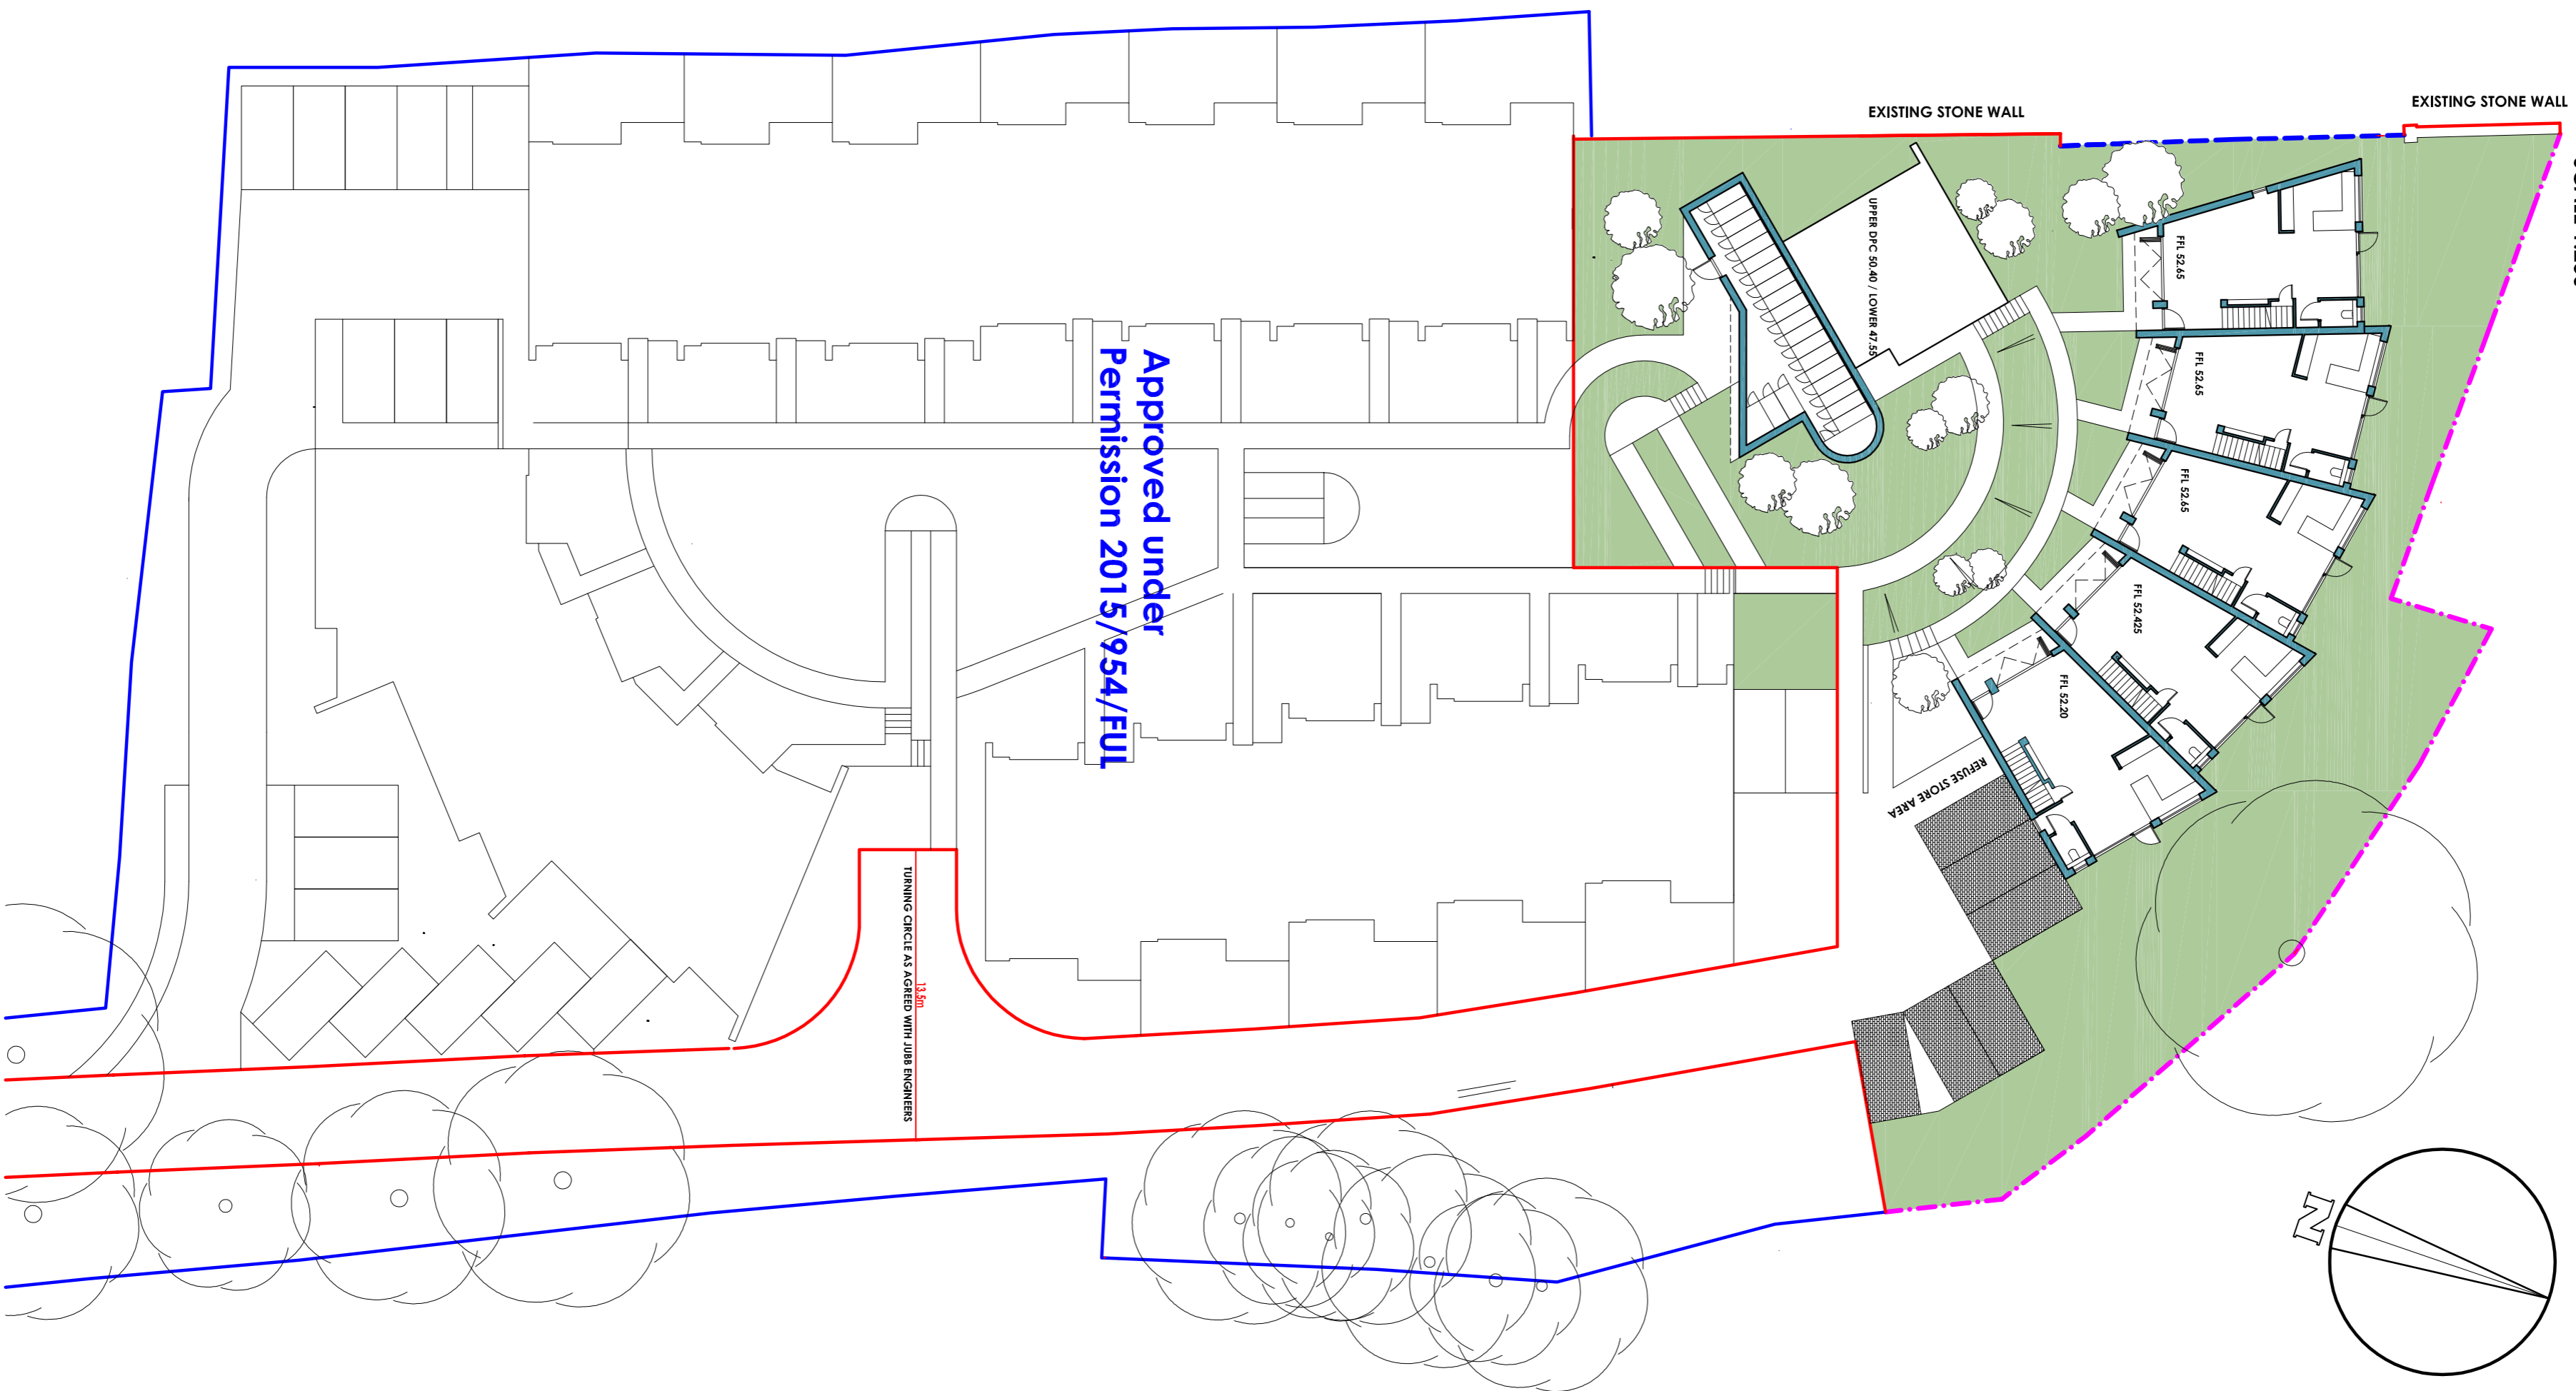 EXISTING STONE WALL
EXISTING STONE WALL
UPPER DPC 50.40 / LOWER 47.55
FFL 52.65
FFL 52.65
FFL 52.65
FFL 52.425
FFL 52.20
REFUSE STORE AREA
Approved under
Permission 2015/954/FUL
13.5m
TURNING CIRCLE AS AGREED WITH JUBB ENGINEERS
N